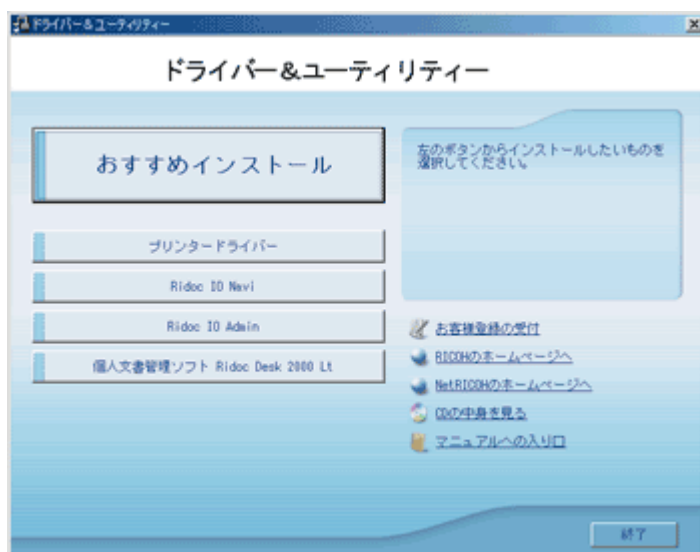 ドライバー&ユーティリティー
ドライバー&ユーティリティー
おすすめインストール
左のボタンからインストールしたいものを
選択してください。
プリンタードライバー
Ridoc IO Navi
Ridoc IO Admin
個人文書管理ソフト Ridoc Desk 2000 Lt
お客様登録の受付
RICOHのホームページへ
NetRICOHのホームページへ
CDの中身を見る
マニュアルへの入り口
終了